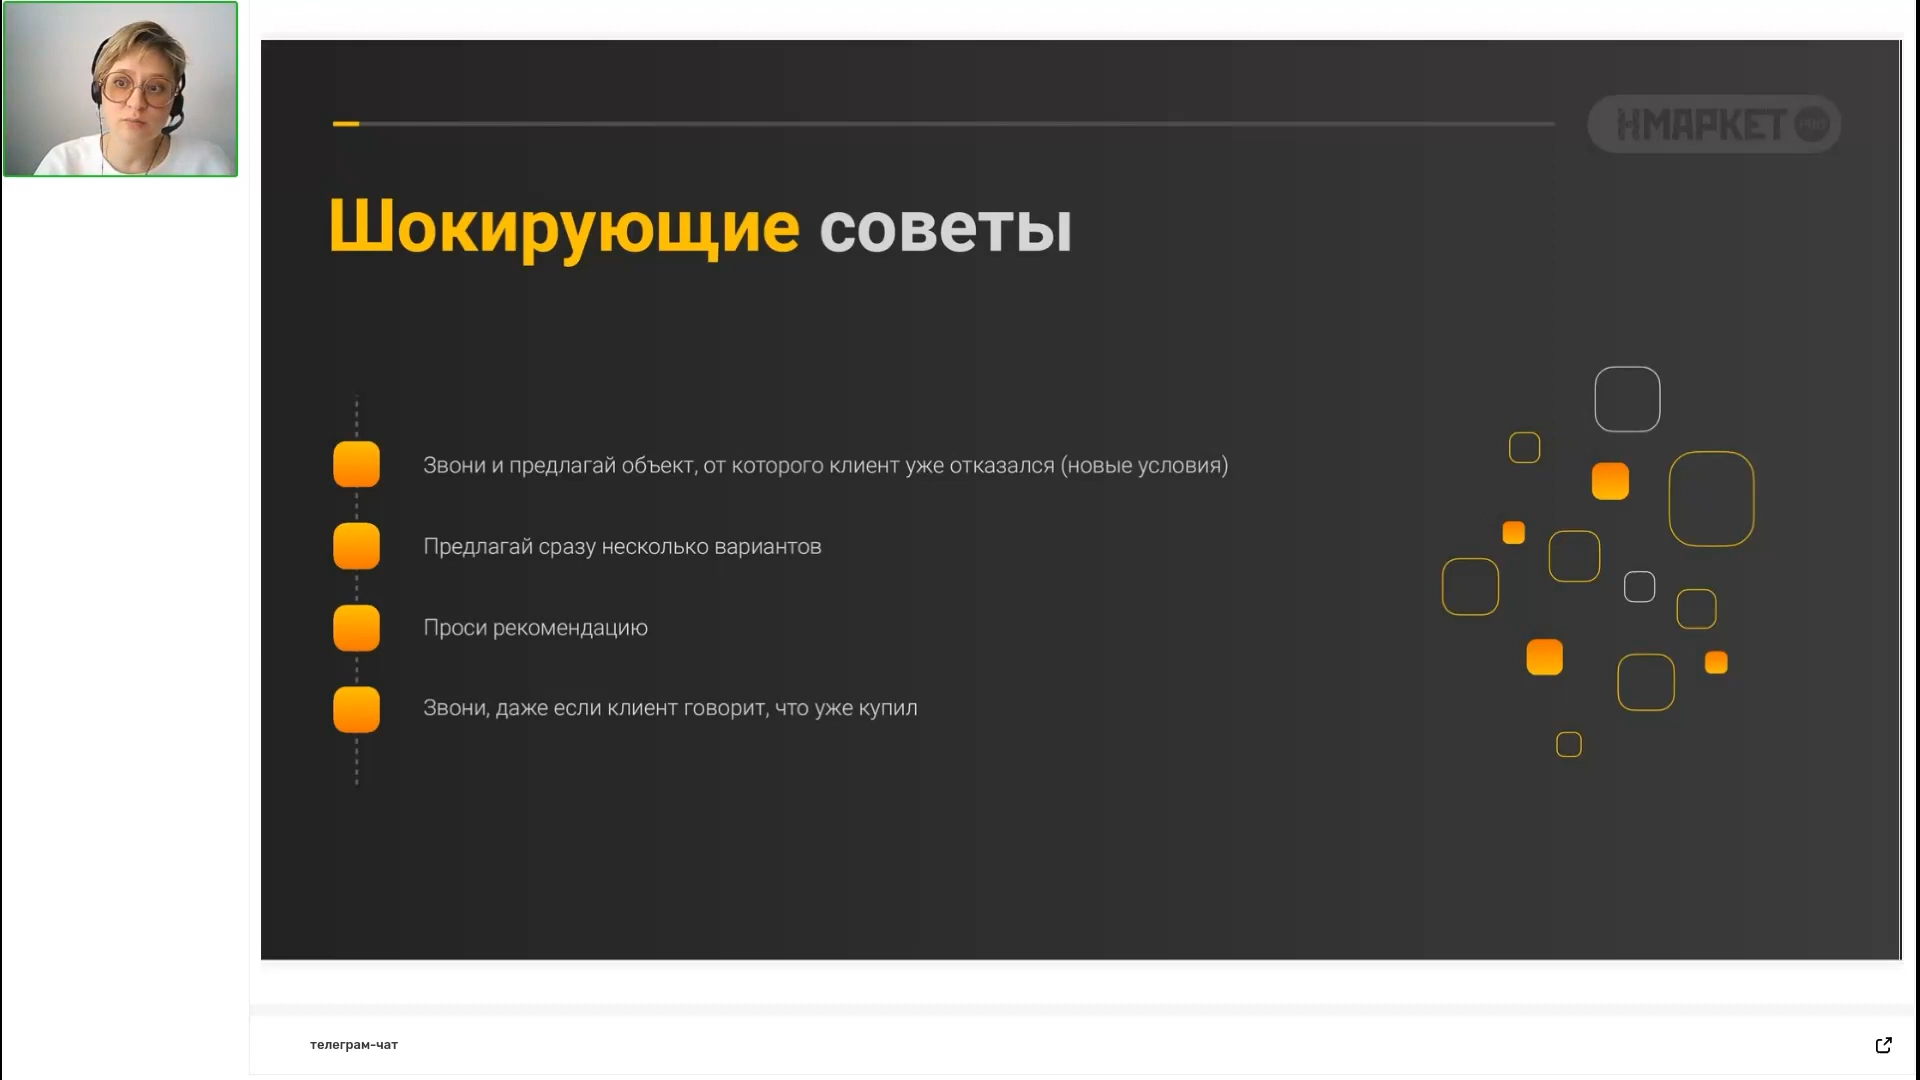 НМАРКЕТ PRO
Шокирующие советы
Звони и предлагай объект, от которого клиент уже отказался (новые условия)
Предлагай сразу несколько вариантов
Проси рекомендацию
Звони, даже если клиент говорит, что уже купил
телеграм-чат